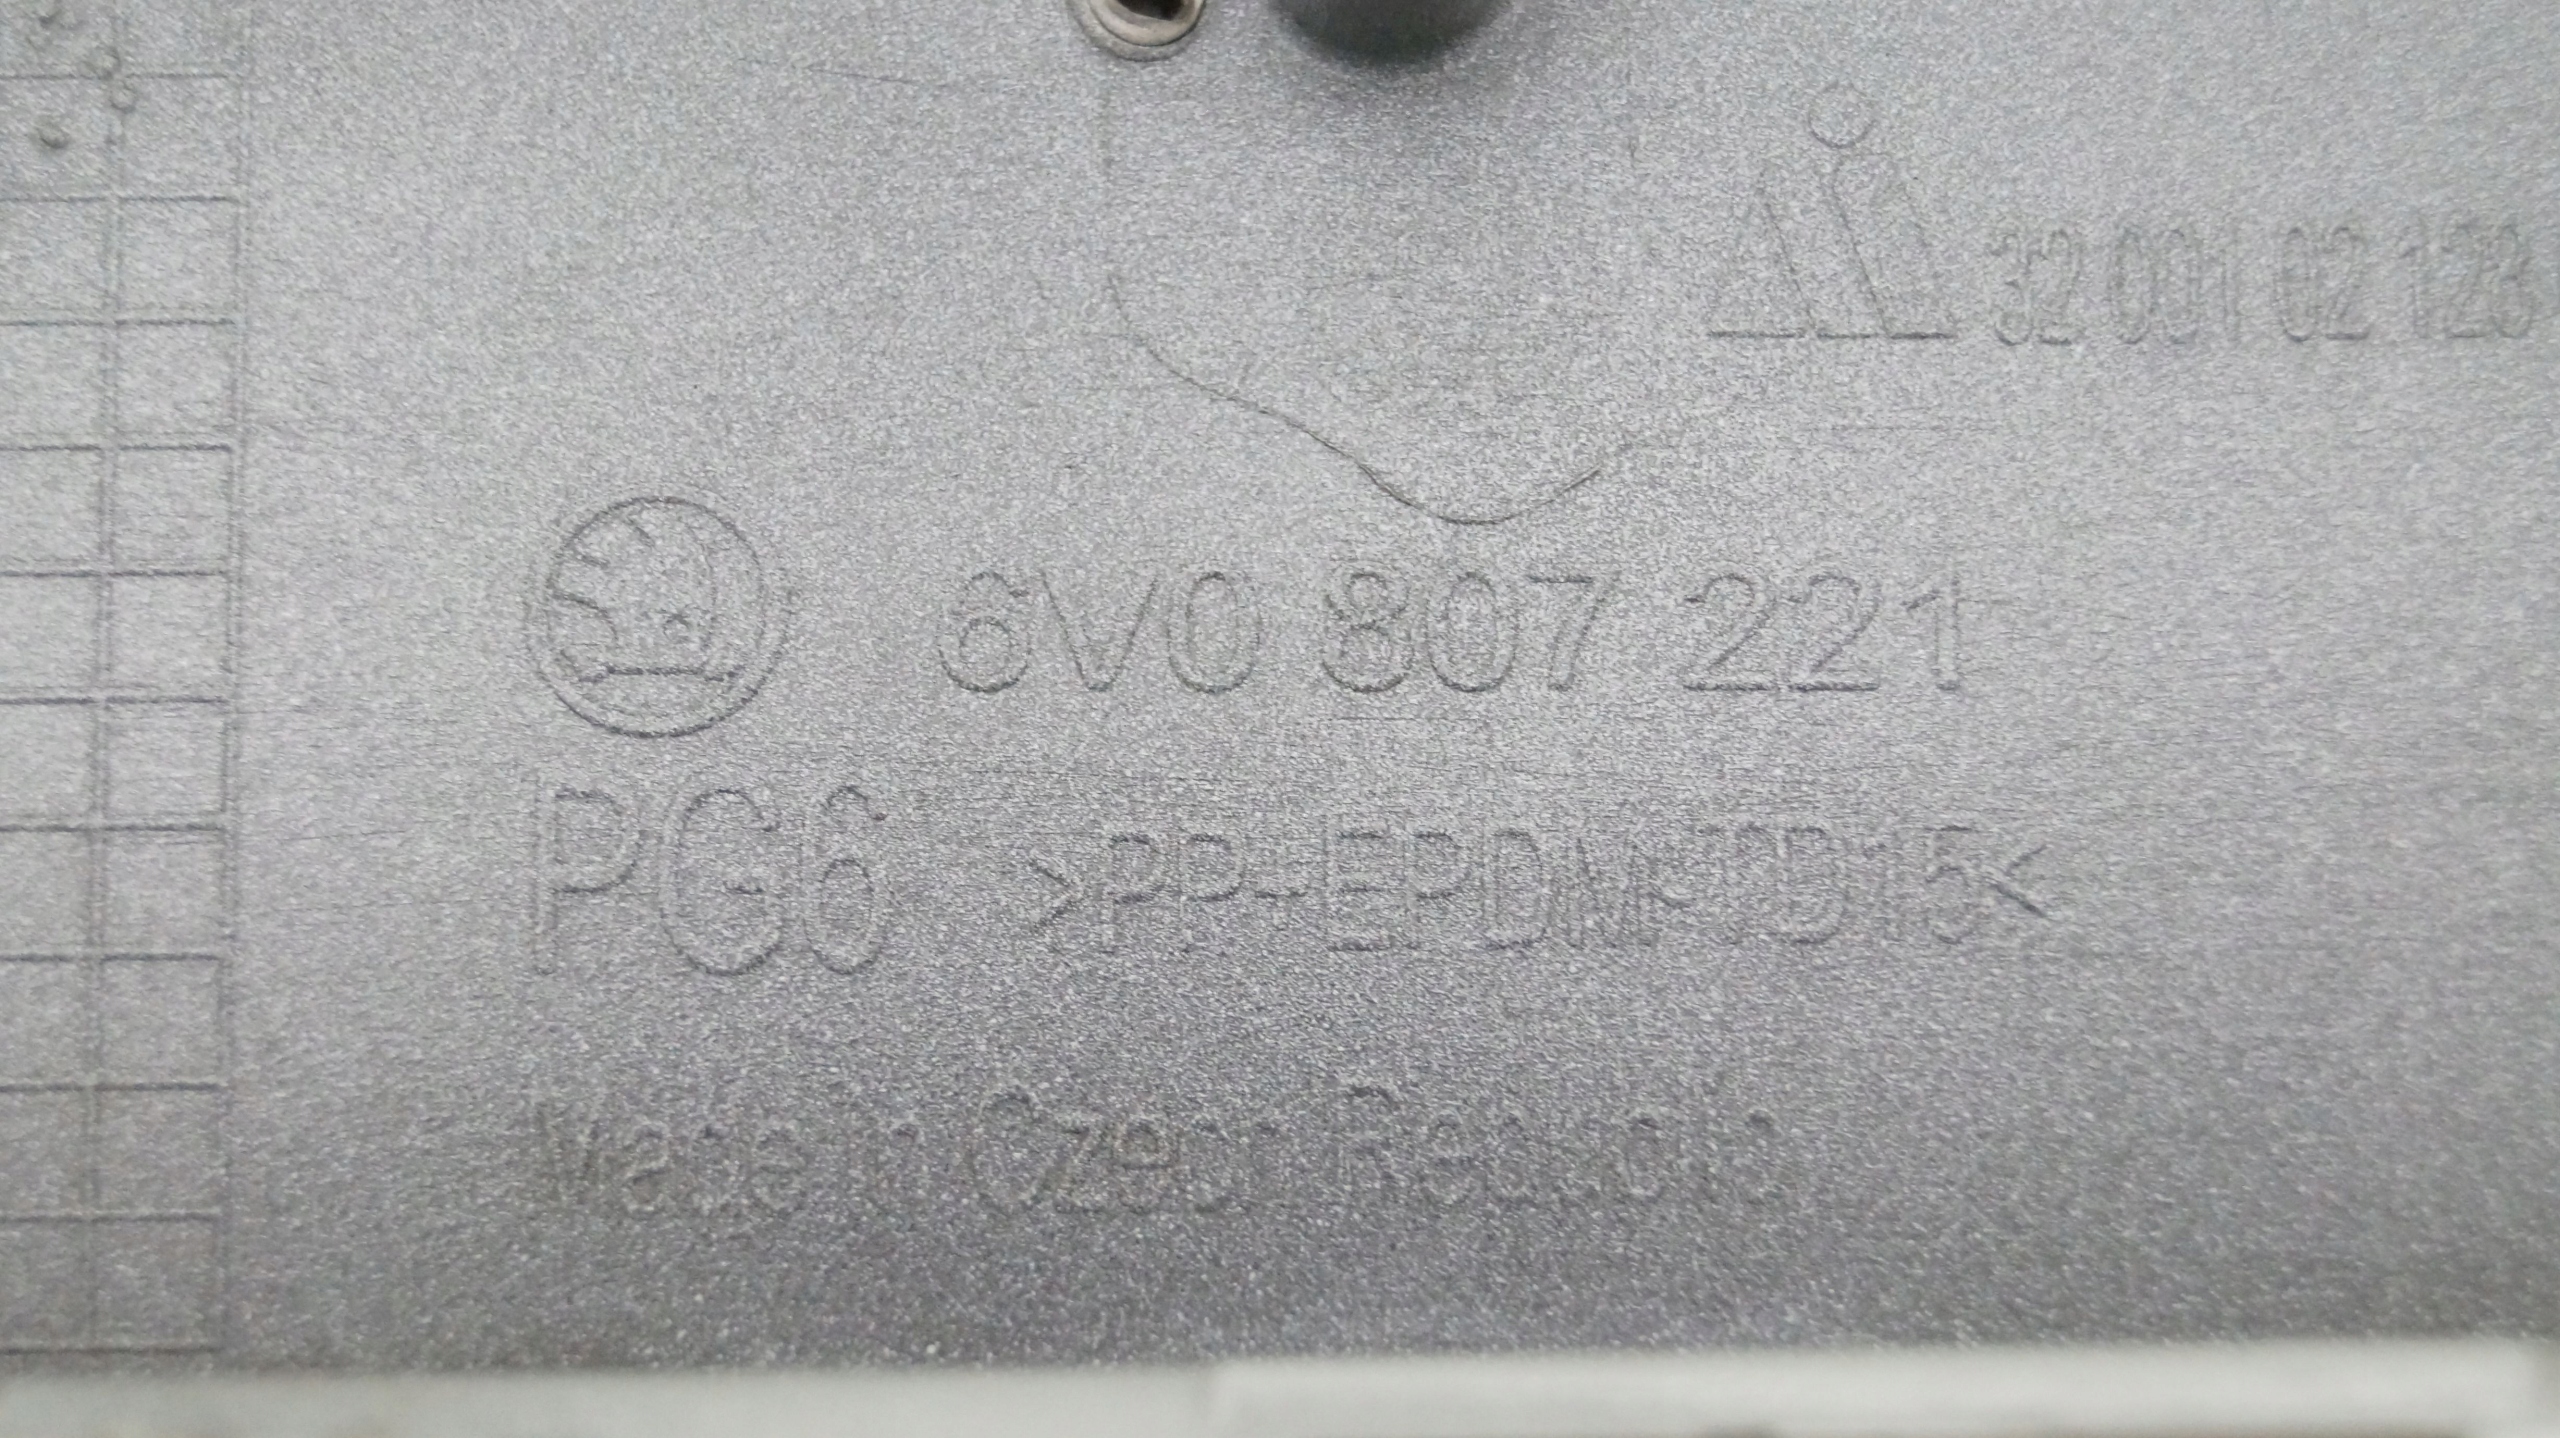 32 001 02 128
6V0 807 221
PG6 >PP+EPDM-TD15<
Made in Czech Republic